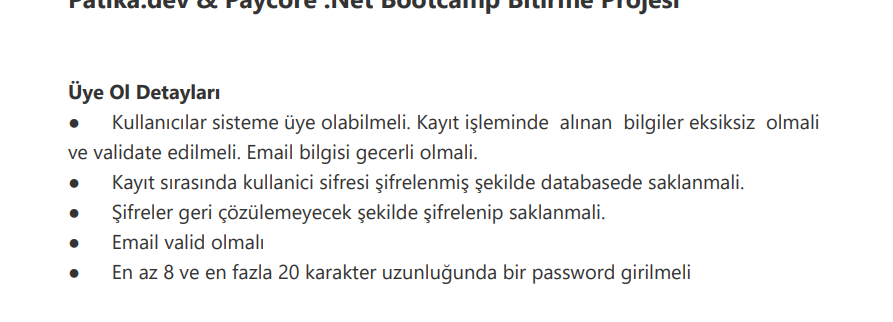 Patika.dev & Paycore .Net Bootcamp Bitirme Projesi
Üye Ol Detayları
● Kullanıcılar sisteme üye olabilmeli. Kayıt işleminde alınan bilgiler eksiksiz olmali
ve validate edilmeli. Email bilgisi gecerli olmali.
● Kayıt sırasında kullanici sifresi şifrelenmiş şekilde databasede saklanmali.
● Şifreler geri çözülemeyecek şekilde şifrelenip saklanmali.
● Email valid olmalı
● En az 8 ve en fazla 20 karakter uzunluğunda bir password girilmeli